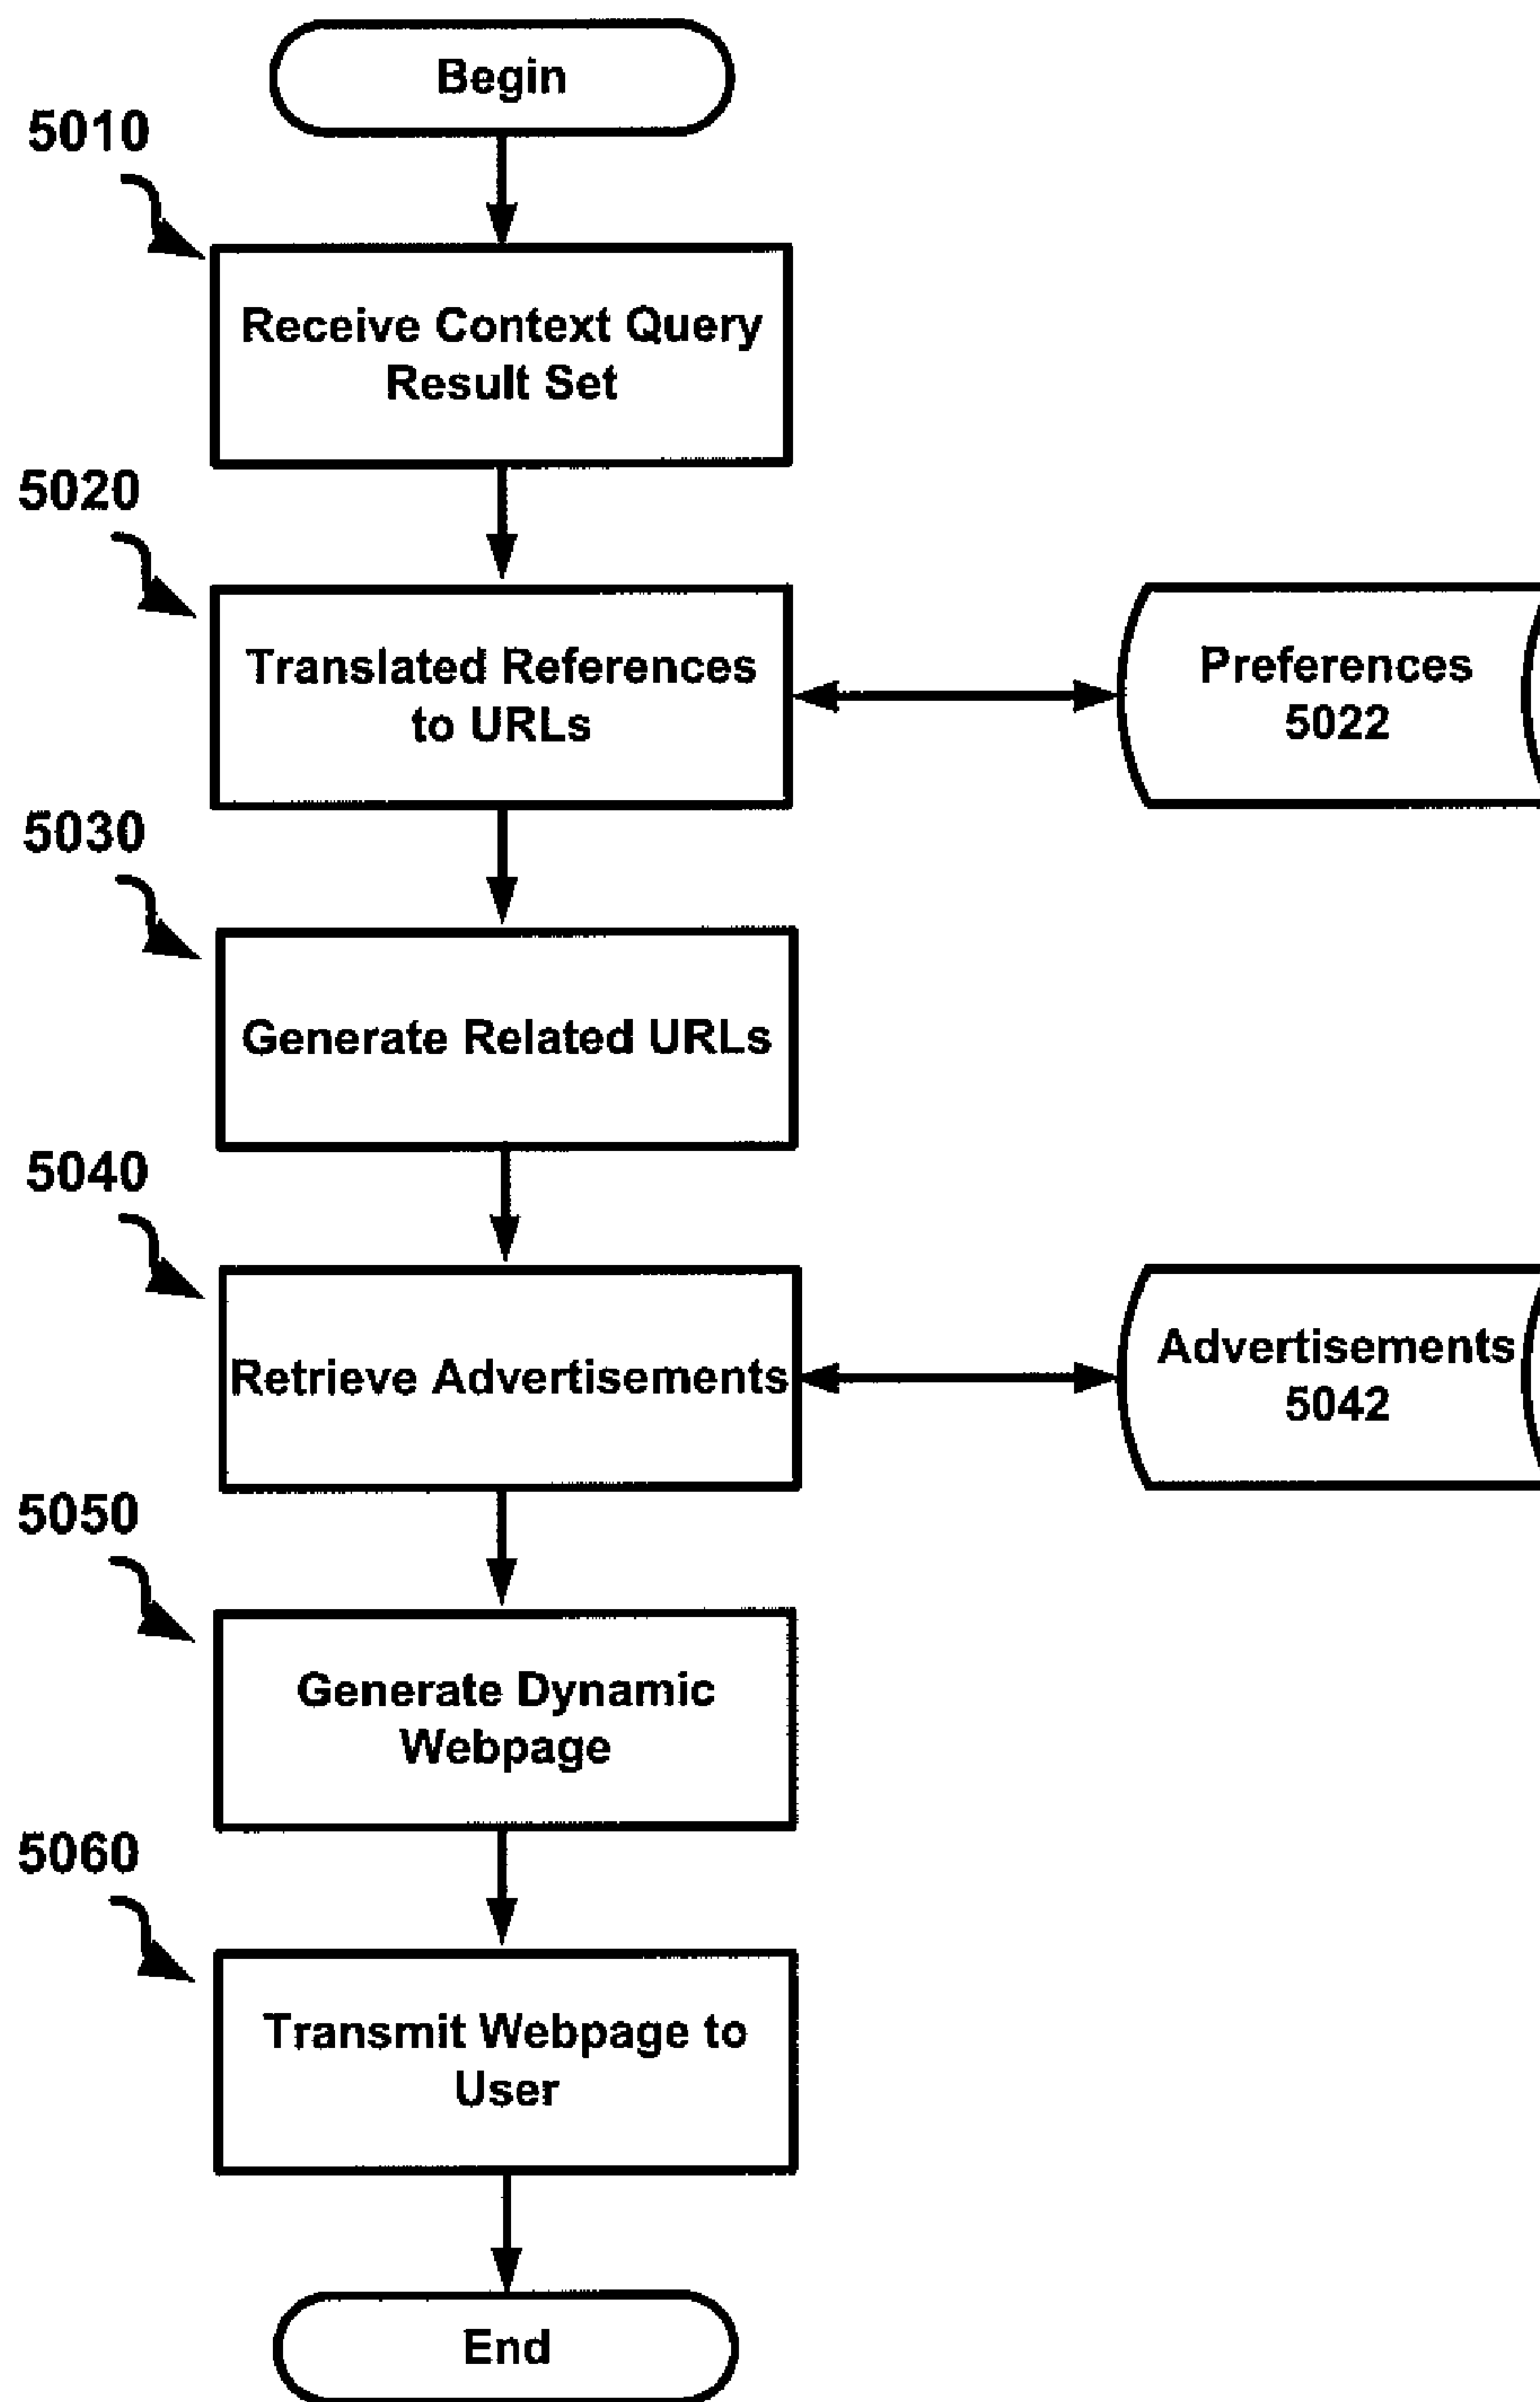 Begin
5010
Receive Context Query
Result Set
5020
Translated References
to URLs
Preferences
5022
5030
Generate Related URLs
5040
Retrieve Advertisements
Advertisements
5042
5050
Generate Dynamic
Webpage
5060
Transmit Webpage to
User
End